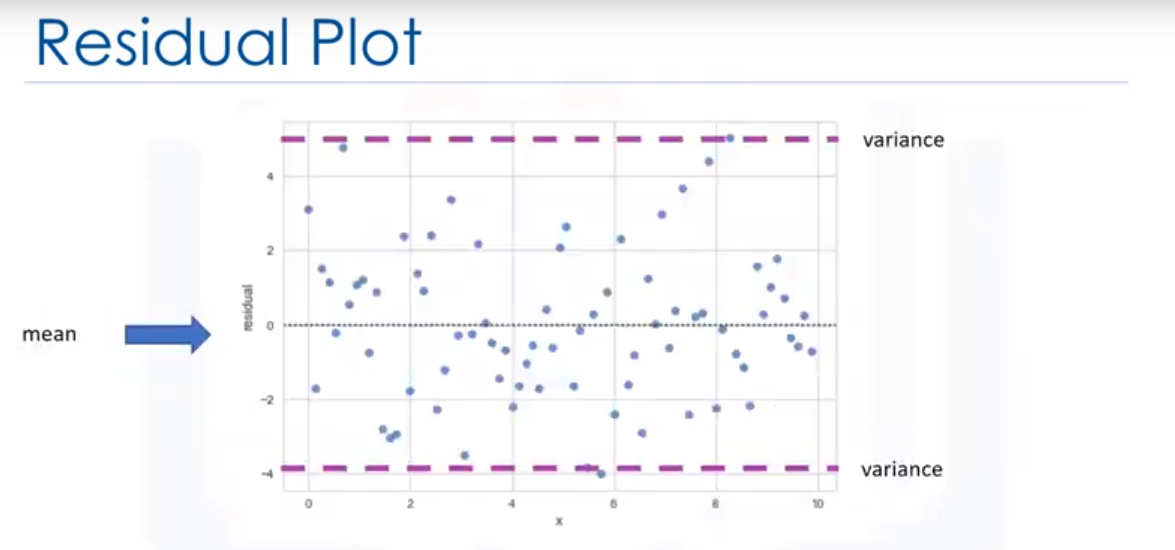 Residual Plot
variance
4
2
residual
mean
0
-2
-4
variance
0 2 4 6 8 10
x